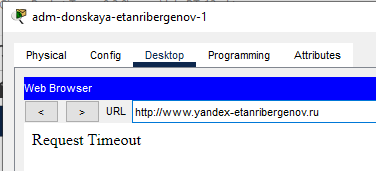 adm-donskaya-etanribergenov-1
Physical Config Desktop Programming Attributes
Web Browser
< > URL http://www.yandex-etanribergenov.ru
Request Timeout